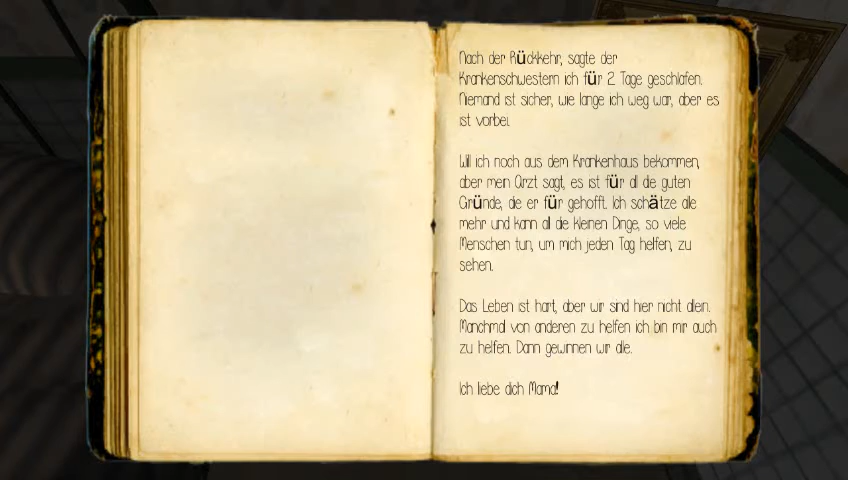 Nach der Rückkehr, sagte der
Krankenschwestern ich für 2 Tage geschlafen.
Niemand ist sicher, wie lange ich weg war, aber es
ist vorbei.
Will ich noch aus dem Krankenhaus bekommen,
aber mein Arzt sagt, es ist für all die guten
Gründe, die er für gehofft. Ich schätze alle
mehr und kann all die kleinen Dinge, so viele
Menschen tun, um mich jeden Tag helfen, zu
sehen.
Das Leben ist hart, aber wir sind hier nicht allein.
Manchmal von anderen zu helfen ich bin mir auch
zu helfen. Dann gewinnen wir alle.
Ich liebe dich Mama!